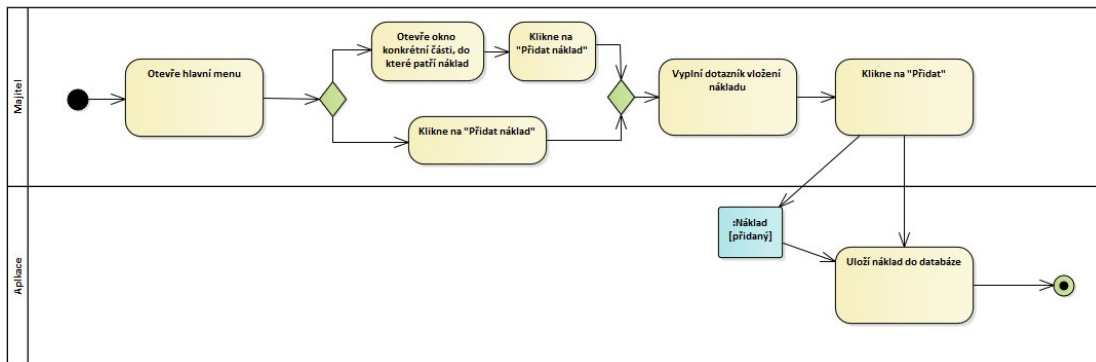 Majitel
Otevře hlavní menu
Otevře okno
konkrétní části, do
které patří náklad
Klikne na
"Přidat náklad"
Klikne na "Přidat náklad"
Vyplní dotazník vložení
nákladu
Klikne na "Přidat"
Aplkace
:Náklad
[přidaný]
Uloží náklad do databáze